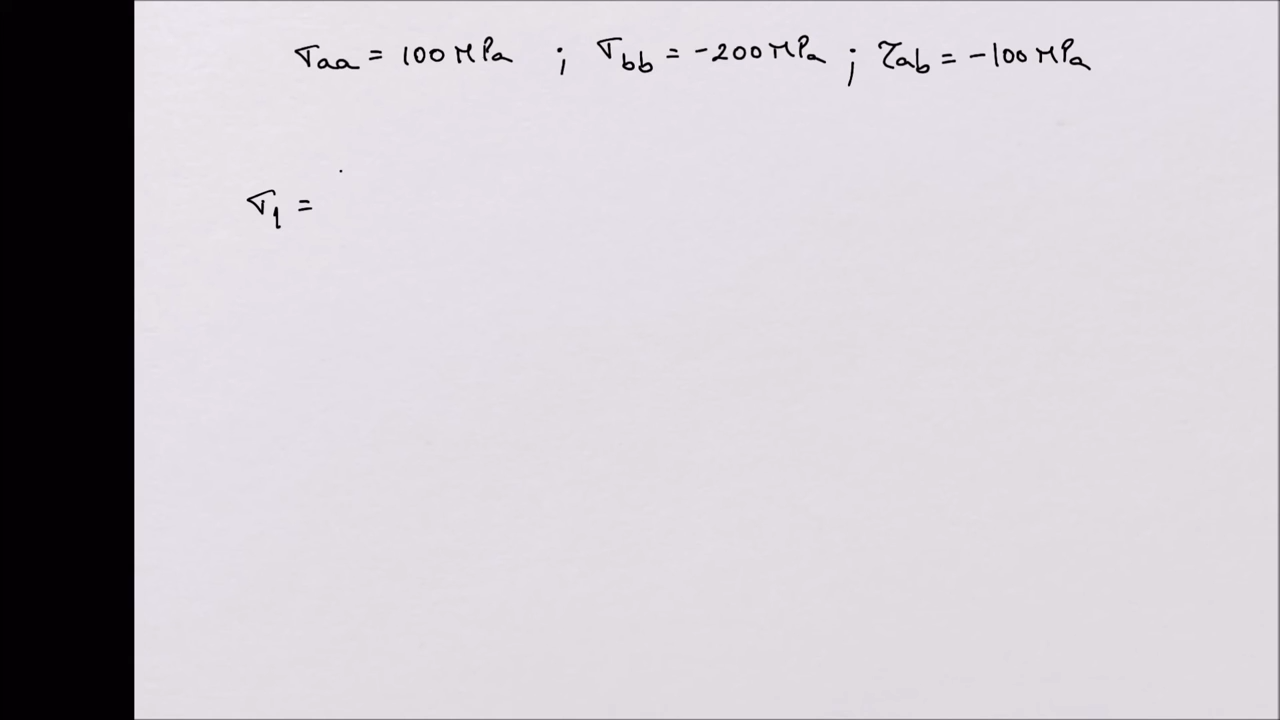 σaa = 100 MPa ; σbb = -200 MPa ; τab = -100 MPa
σ1 =